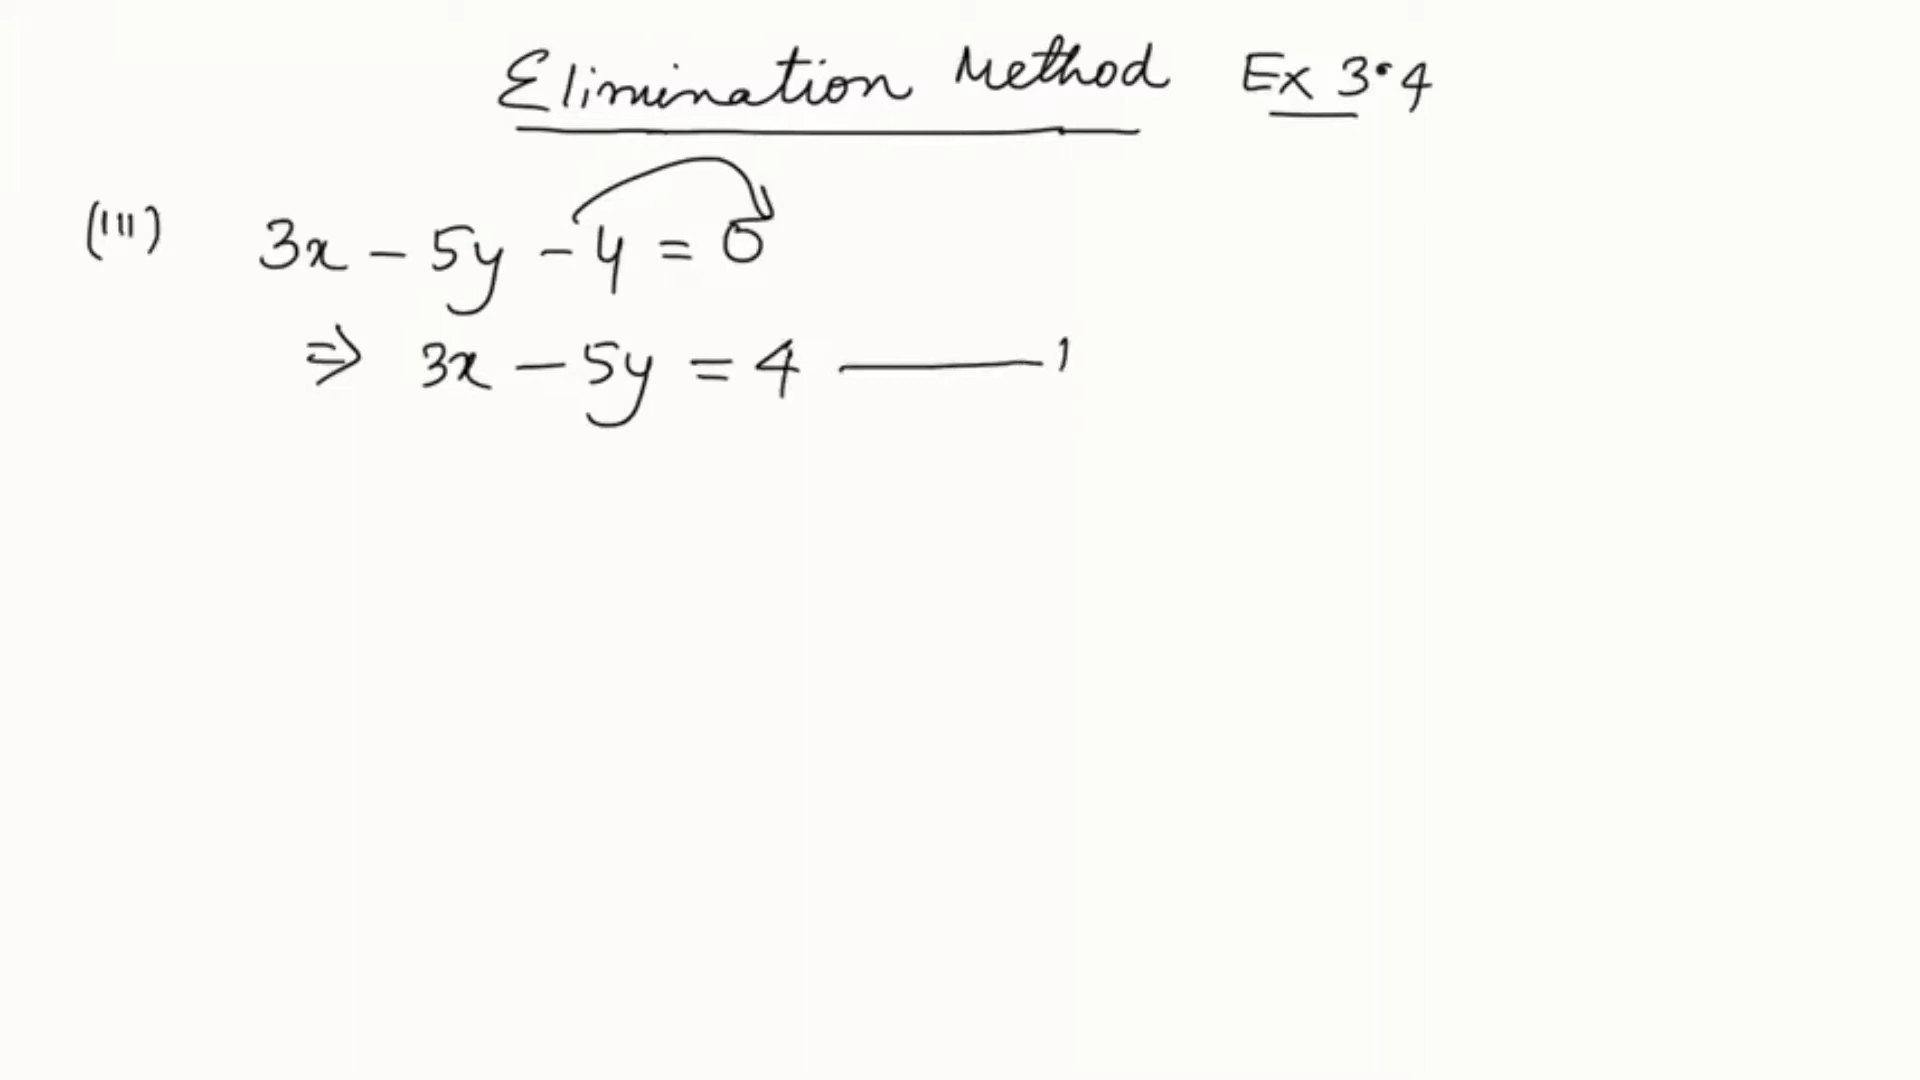 Elimination Method Ex 3.4
(III) 3x - 5y - 4 = 0
⇒ 3x - 5y = 4 —— 1